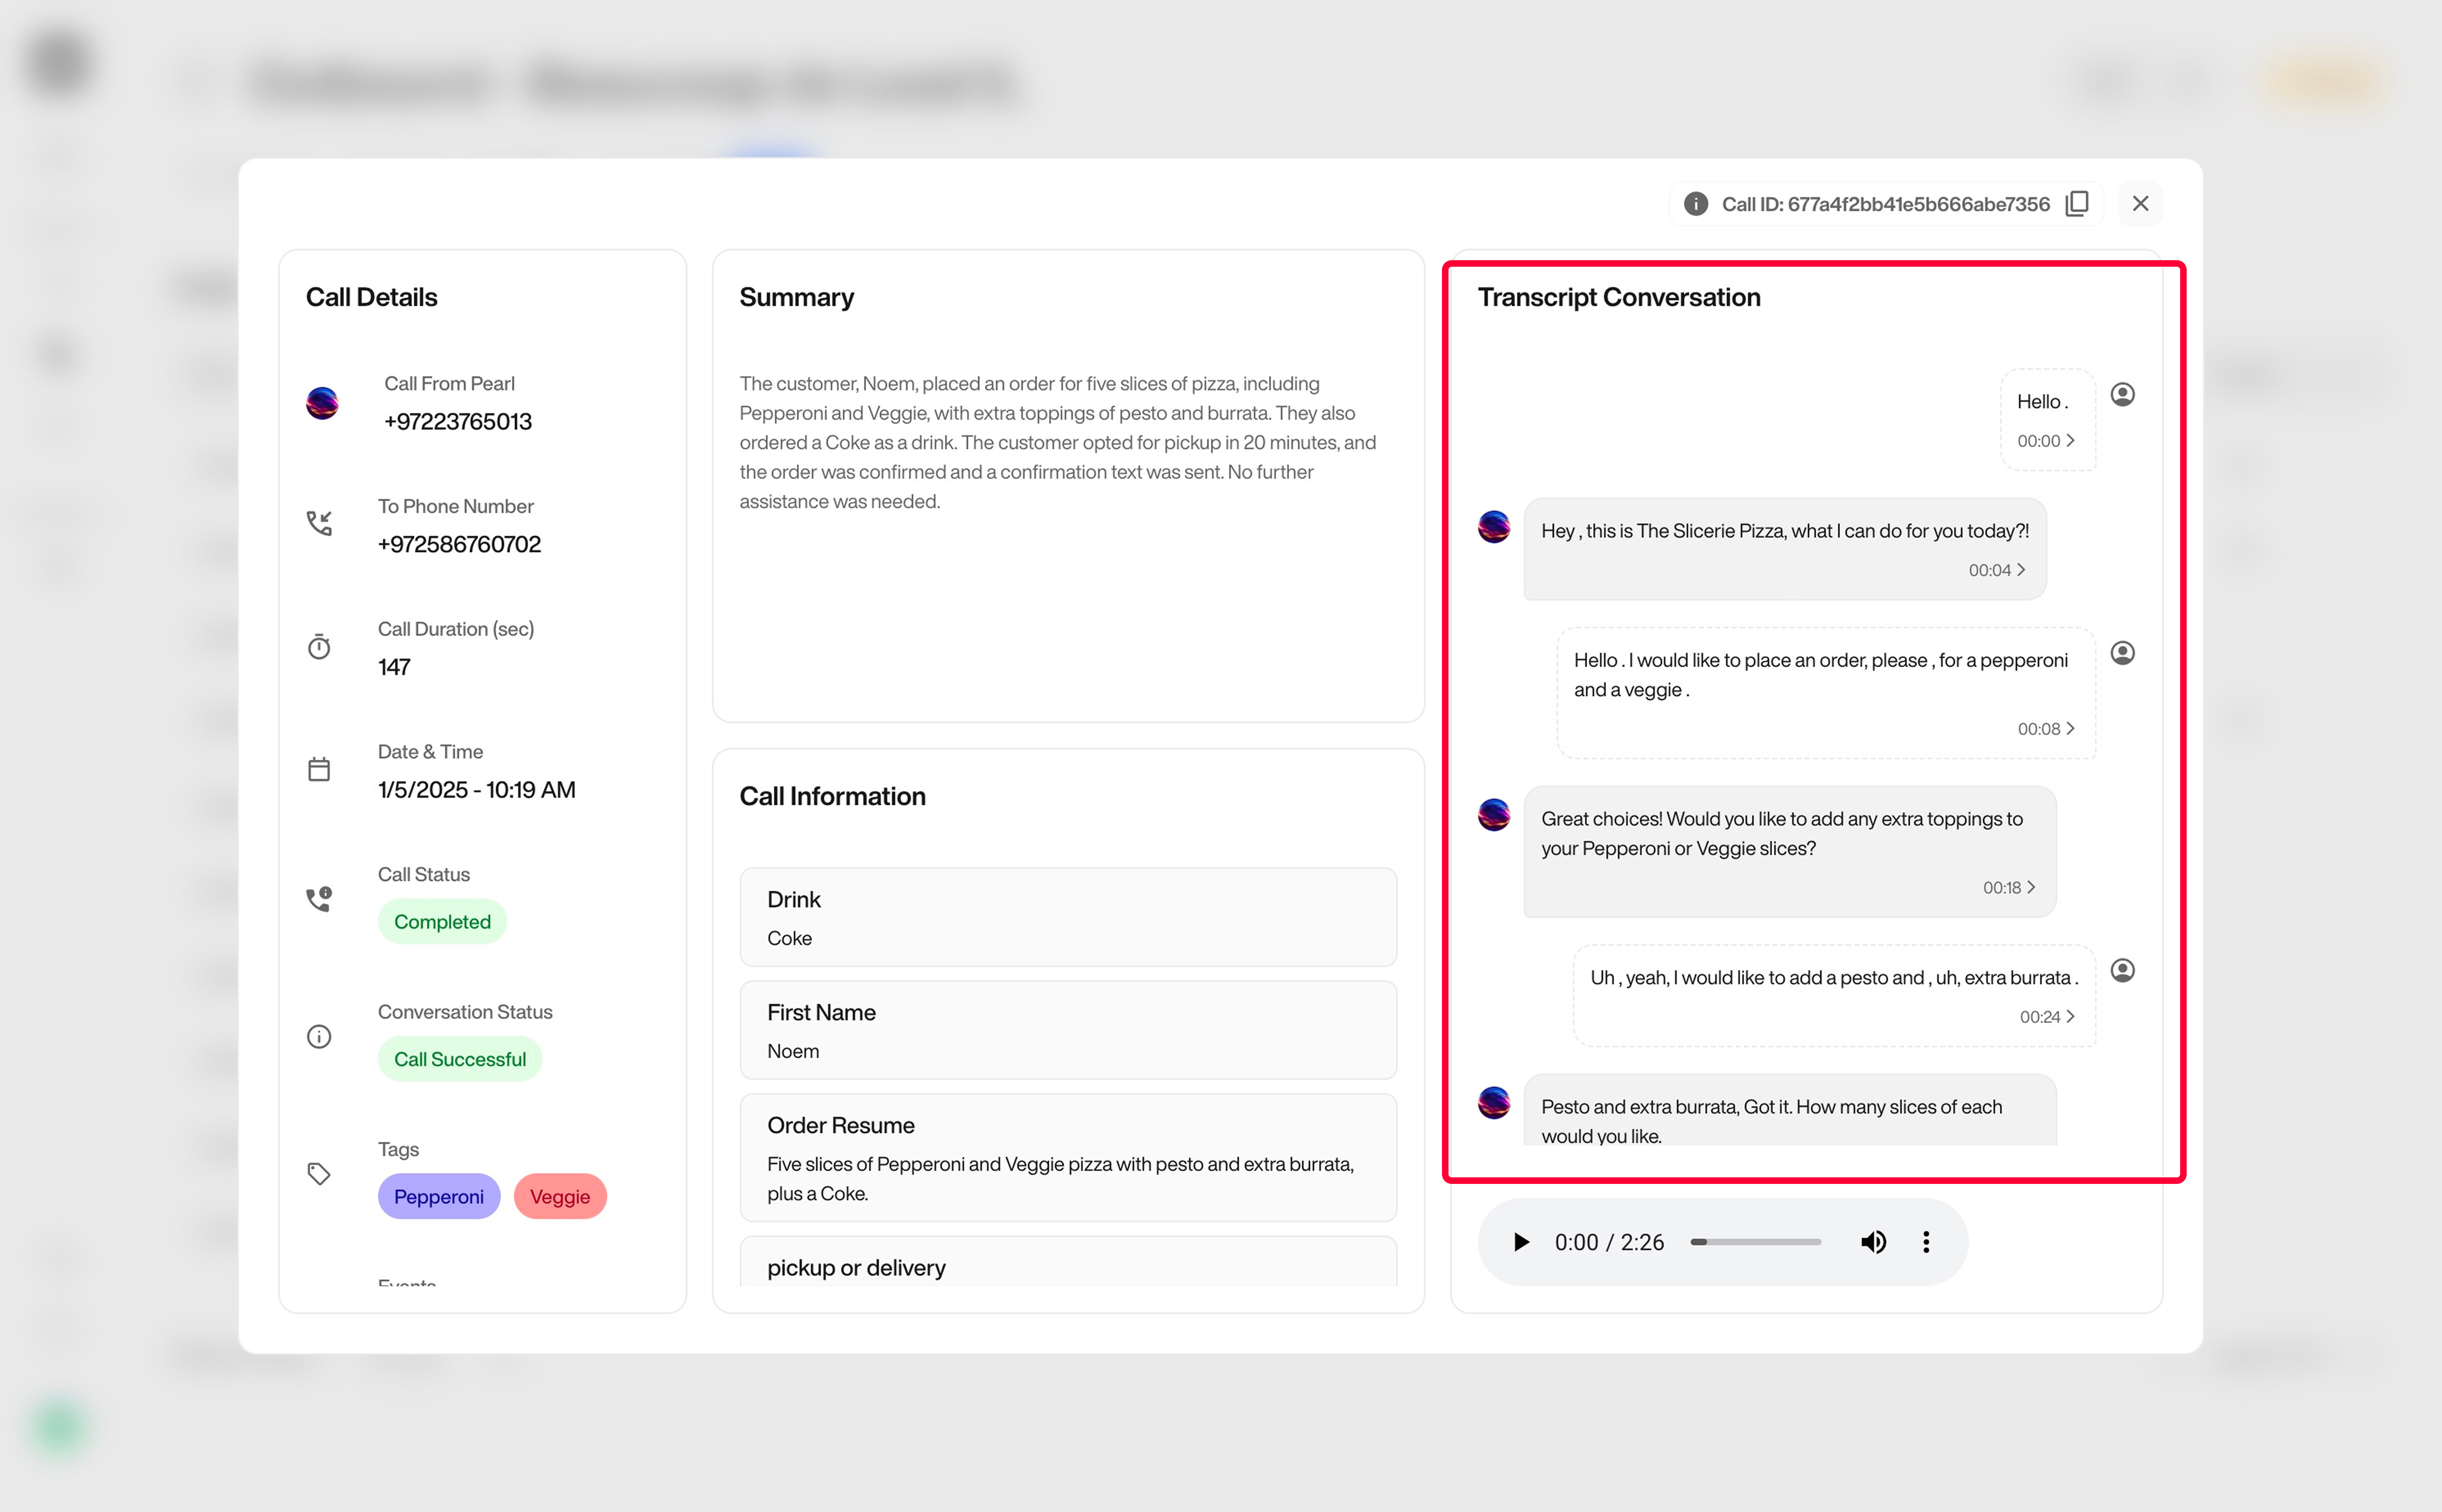 Call ID: 677a4f2bb41e5b666abe7356
Call Details
Call From Pearl
+97223765013
To Phone Number
+972586760702
Call Duration (sec)
147
Date & Time
1/5/2025 - 10:19 AM
Call Status
Completed
Conversation Status
Call Successful
Tags
Pepperoni Veggie
Events
Summary
The customer, Noem, placed an order for five slices of pizza, including
Pepperoni and Veggie, with extra toppings of pesto and burrata. They also
ordered a Coke as a drink. The customer opted for pickup in 20 minutes, and
the order was confirmed and a confirmation text was sent. No further
assistance was needed.
Call Information
Drink
Coke
First Name
Noem
Order Resume
Five slices of Pepperoni and Veggie pizza with pesto and extra burrata,
plus a Coke.
pickup or delivery
Transcript Conversation
Hello .
00:00
Hey , this is The Slicerie Pizza, what I can do for you today?!
00:04
Hello . I would like to place an order, please , for a pepperoni
and a veggie .
00:08
Great choices! Would you like to add any extra toppings to
your Pepperoni or Veggie slices?
00:18
Uh , yeah, I would like to add a pesto and , uh, extra burrata .
00:24
Pesto and extra burrata, Got it. How many slices of each
would you like.
0:00 / 2:26